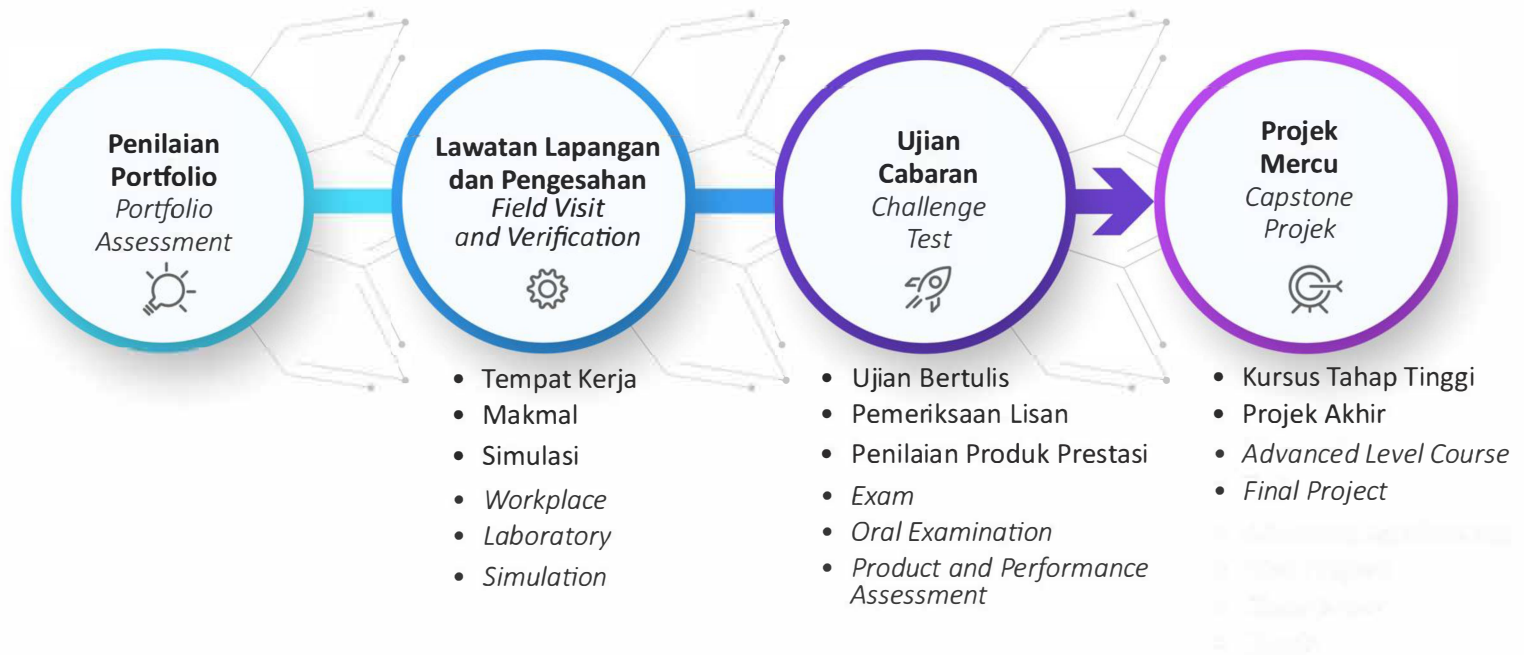 Penilaian
Portfolio
Portfolio
Assessment
Lawatan Lapangan
dan Pengesahan
Field Visit
and Verification
• Tempat Kerja
• Makmal
• Simulasi
• Workplace
• Laboratory
• Simulation
Ujian
Cabaran
Challenge
Test
• Ujian Bertulis
• Pemeriksaan Lisan
• Penilaian Produk Prestasi
• Exam
• Oral Examination
• Product and Performance
Assessment
Projek
Mercu
Capstone
Projek
• Kursus Tahap Tinggi
• Projek Akhir
• Advanced Level Course
• Final Project